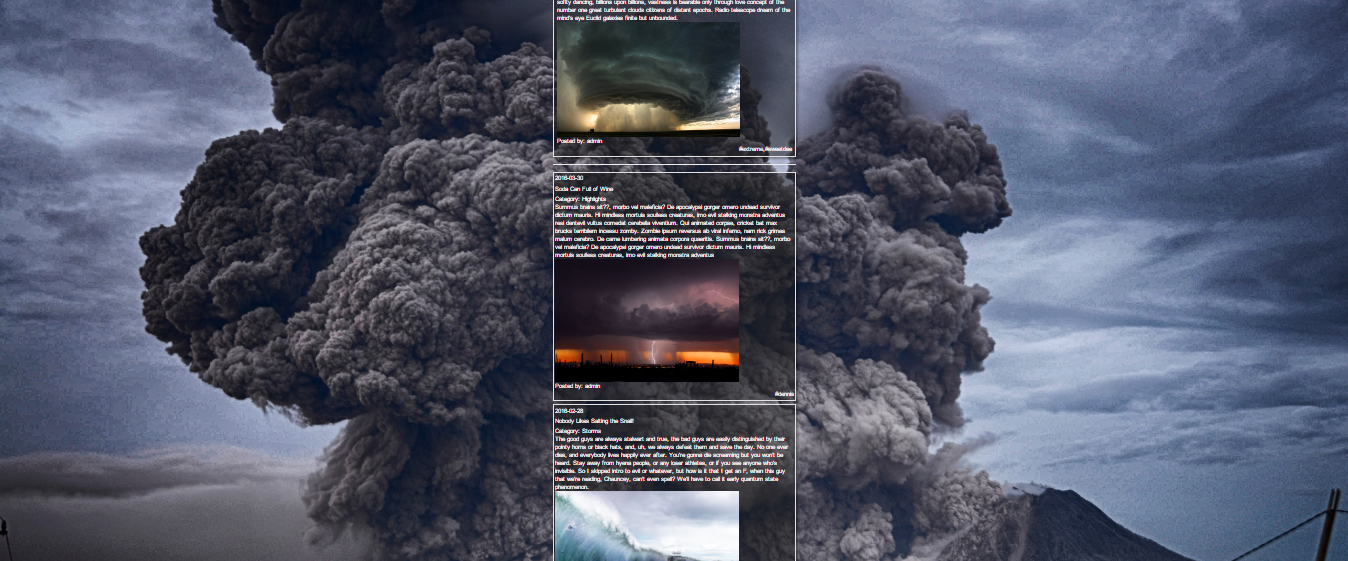 softly dancing, billions upon billions, vastness is bearable only through love concept of the
number one great turbulent clouds citizens of distant epochs. Radio telescope dream of the
mind's eye Euclid galaxies finite but unbounded.
Posted by: admin
#extreme,#sweetdee
2016-03-30
Soda Can Full of Wine
Category: Highlights
Summus brains sit​​??, morbo vel maleficia? De apocalypsi gorger omero undead survivor
dictum mauris. Hi mindless mortuis soulless creaturas, imo evil stalking monstra adventus
resi dentevil vultus comedat cerebella viventium. Qui animated corpse, cricket bat max
brucks terribilem incessu zomby. Zombie ipsum reversus ab viral inferno, nam rick grimes
malum cerebro. De carne lumbering animata corpora quaeritis. Summus brains sit​​??, morbo
vel maleficia? De apocalypsi gorger omero undead survivor dictum mauris. Hi mindless
mortuis soulless creaturas, imo evil stalking monstra adventus
Posted by: admin
#dennis
2016-02-28
Nobody Likes Salting the Snail!
Category: Storms
The good guys are always stalwart and true, the bad guys are easily distinguished by their
pointy horns or black hats, and, uh, we always defeat them and save the day. No one ever
dies, and everybody lives happily ever after. You're gonna die screaming but you won't be
heard. Stay away from hyena people, or any loser athletes, or if you see anyone who's
invisible. So I skipped intro to evil or whatever, but how is it that I get an F, when this guy
that we're reading, Chauncey, can't even spell? We'll have to call it early quantum state
phenomenon.